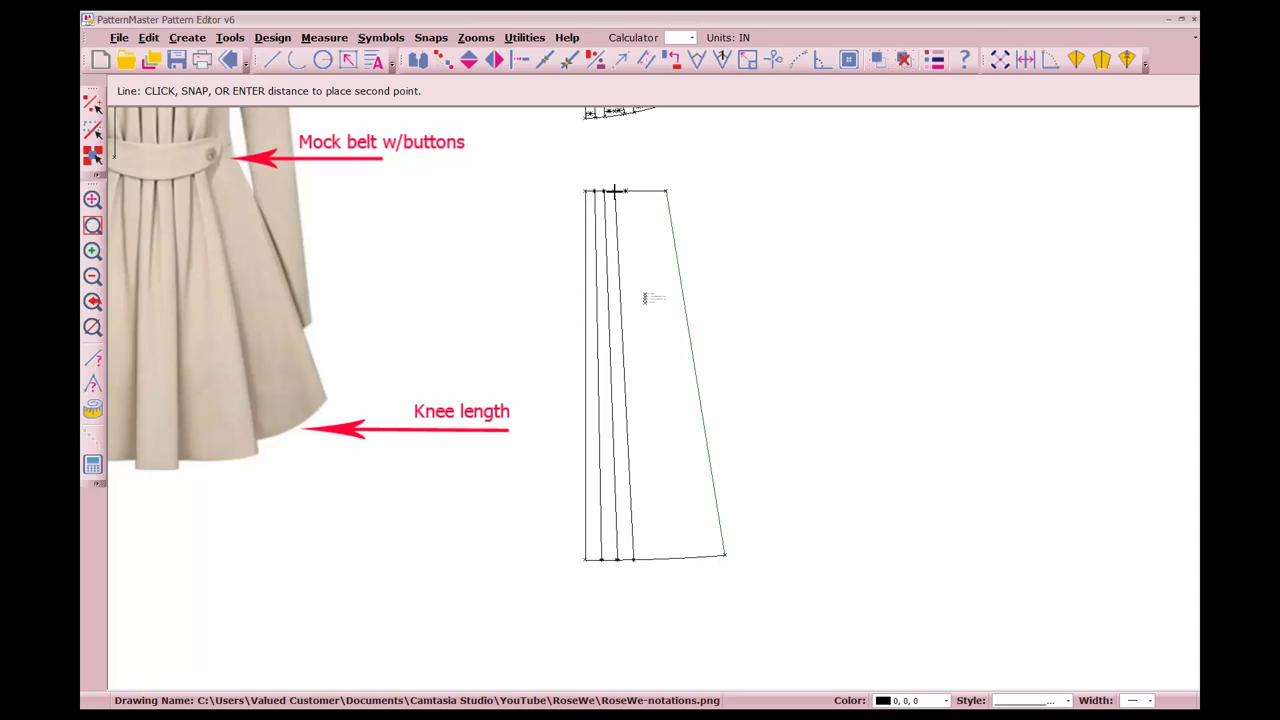 PatternMaster Pattern Editor v6
File Edit Create Tools Design Measure Symbols Snaps Zooms Utilities Help Calculator Units: IN
Line: CLICK, SNAP, OR ENTER distance to place second point.
Mock belt w/buttons
Knee length
Drawing Name: C:\Users\Valued Customer\Documents\Camtasia Studio\YouTube\RoseWe\RoseWe-notations.png Color: 0, 0, 0 Style: ... Width: